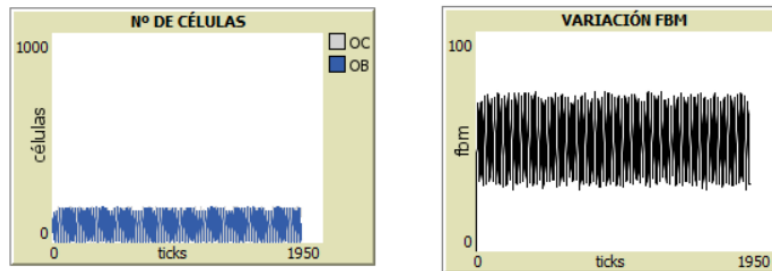 Nº DE CÉLULAS
1000
OC
OB
células
0
0
ticks
1950
VARIACIÓN FBM
100
fbm
0
0
ticks
1950